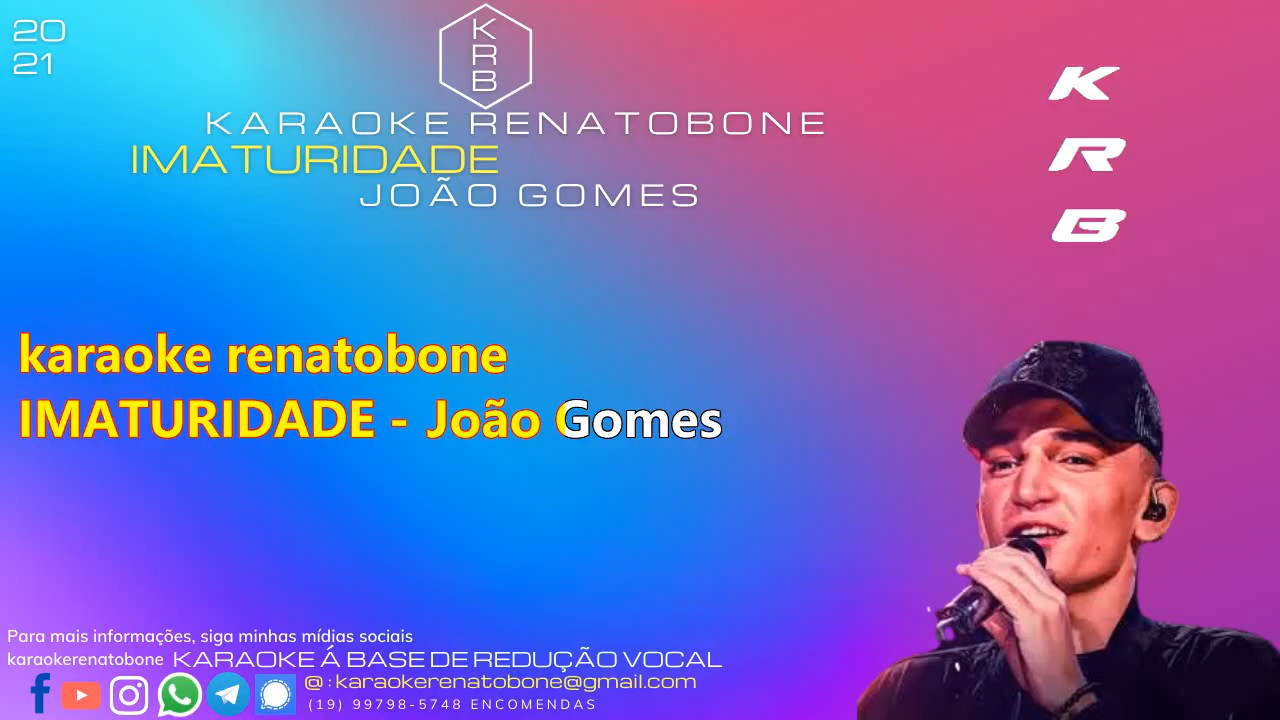 20
21
K
R
B
KARAOKE RENATOBONE
IMATURIDADE
JOÃO GOMES
K
R
B
karaoke renatobone
IMATURIDADE - João Gomes
Para mais informações, siga minhas mídias sociais
karaokerenatobone KARAOKE Á BASE DE REDUÇÃO VOCAL
@ : karaokerenatobone@gmail.com
(19) 99798-5748 ENCOMENDAS